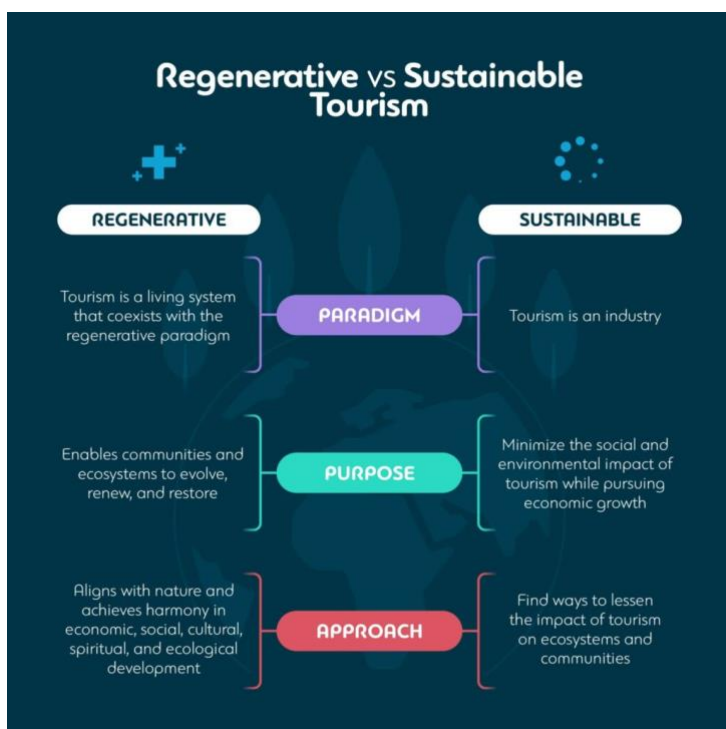 Regenerative vs Sustainable
Tourism
REGENERATIVE
SUSTAINABLE
Tourism is a living system
that coexists with the
regenerative paradigm
PARADIGM
Tourism is an industry
Enables communities and
ecosystems to evolve,
renew, and restore
PURPOSE
Minimize the social and
environmental impact of
tourism while pursuing
economic growth
Aligns with nature and
achieves harmony in
economic, social, cultural,
spiritual, and ecological
development
APPROACH
Find ways to lessen
the impact of tourism
on ecosystems and
communities